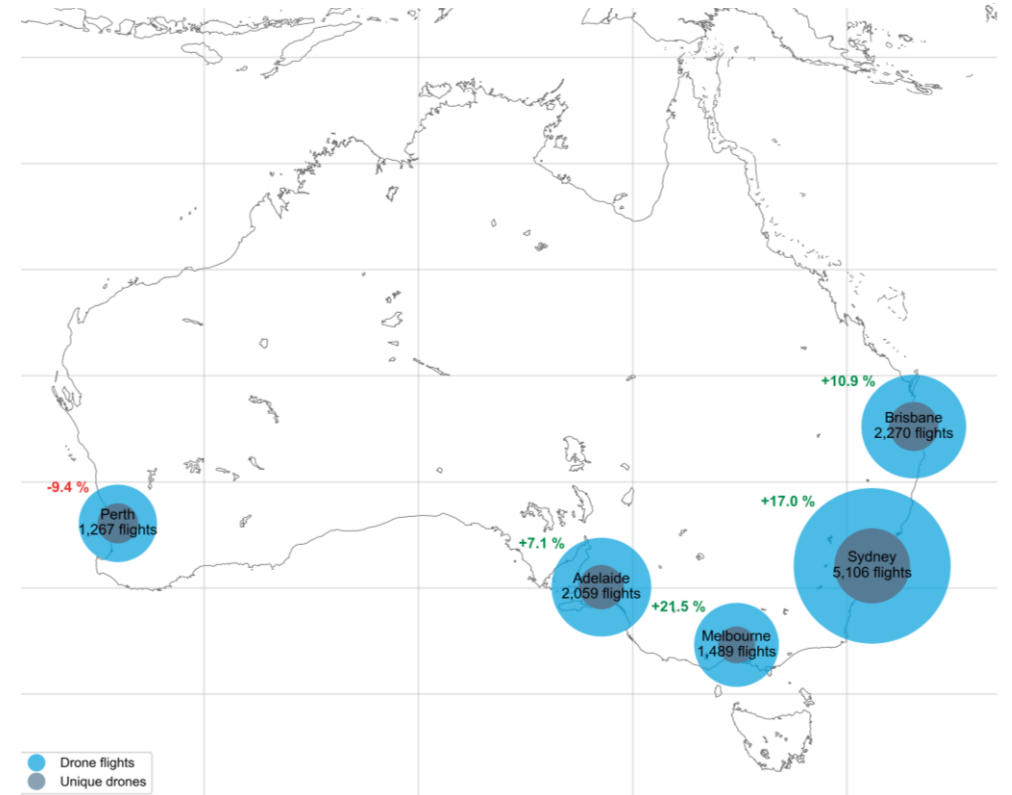 +10.9 %
Brisbane
2,270 flights
-9.4 %
Perth
1,267 flights
+17.0 %
Sydney
5,106 flights
+7.1 %
Adelaide
2,059 flights
+21.5 %
Melbourne
1,489 flights
Drone flights
Unique drones